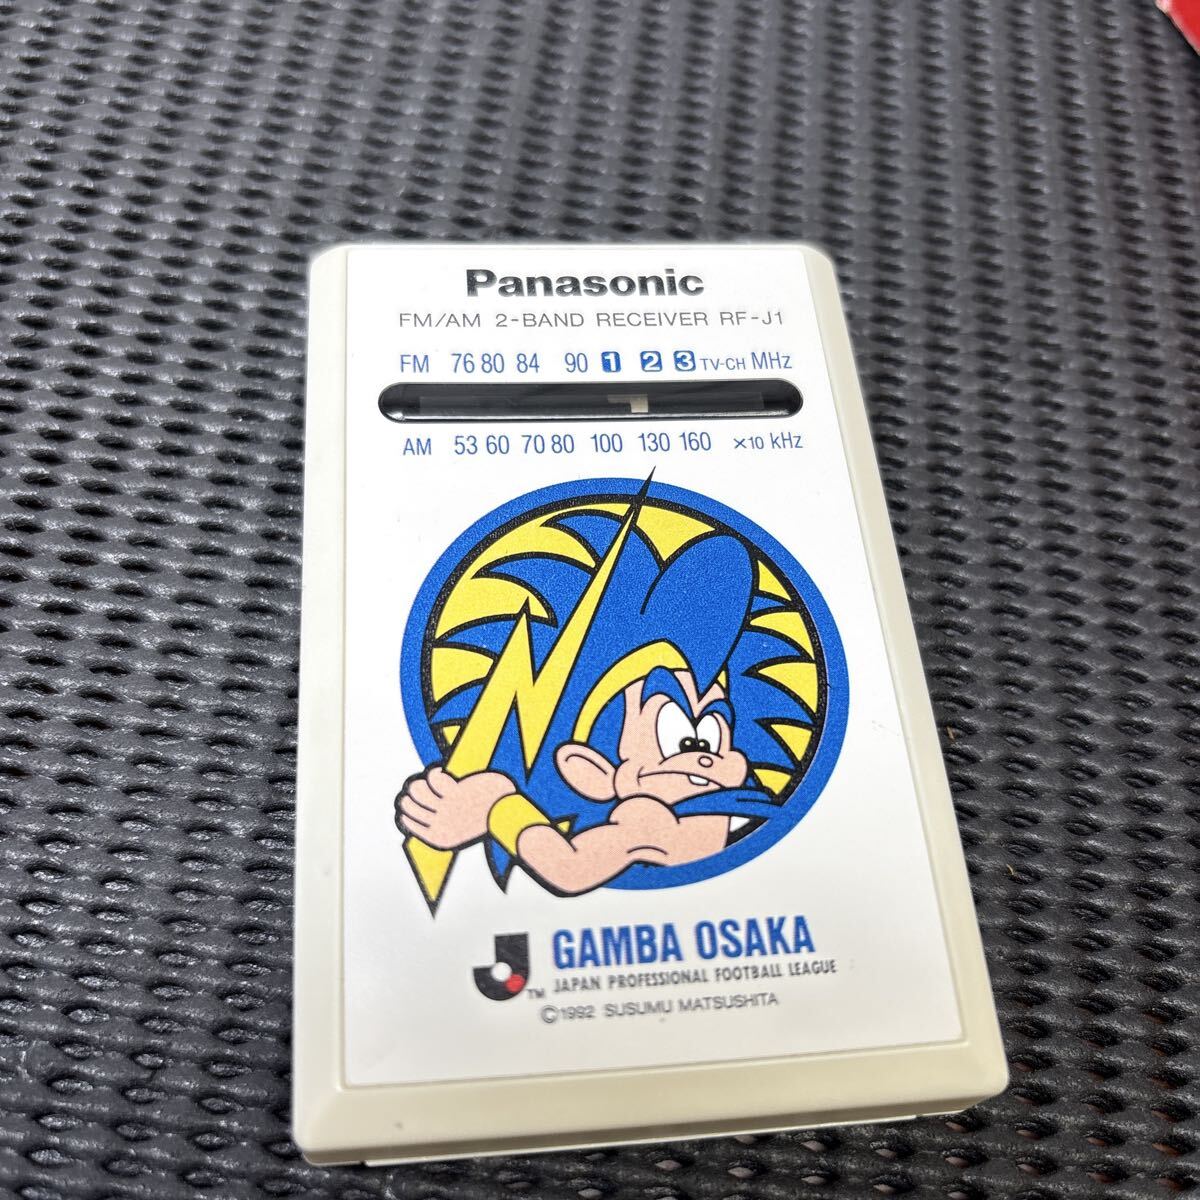 Panasonic
FM/AM 2-BAND RECEIVER RF-J1
FM 76 80 84 90 1 2 3 TV-CH MHz
AM 53 60 70 80 100 130 160 ×10 kHz
GAMBA OSAKA
JAPAN PROFESSIONAL FOOTBALL LEAGUE
TM
©1992 SUSUMU MATSUSHITA